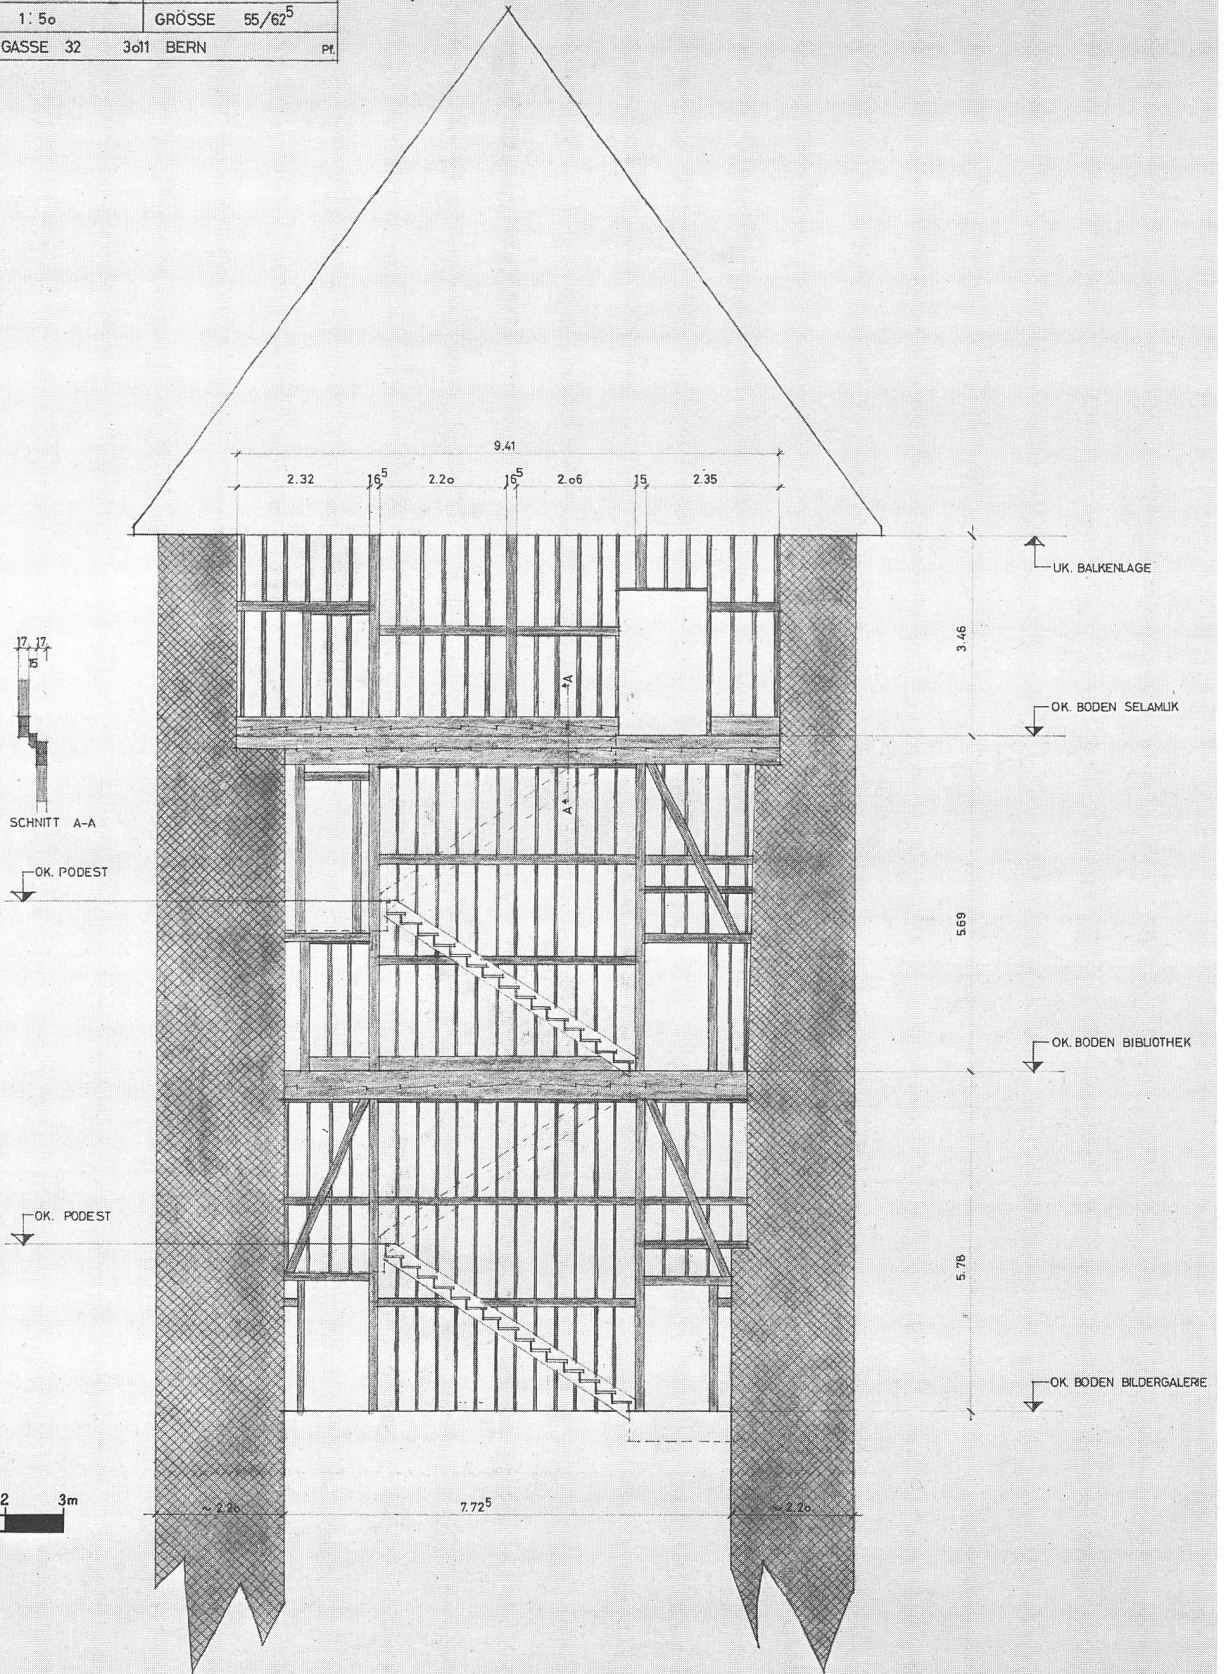 1:5o GRÖSSE 55/62⁵
GASSE 32 3o11 BERN Pf.
9.41
2.32 16⁵ 2.2o 16⁵ 2.o6 15 2.35
UK. BALKENLAGE
3.46
17 17
15
A
OK. BODEN SELAMLIK
A
SCHNITT A-A
OK. PODEST
5.69
OK. BODEN BIBLIOTHEK
OK. PODEST
5.78
OK. BODEN BILDERGALERIE
2 3m
~ 2.2o 7.72⁵ ~ 2.2o